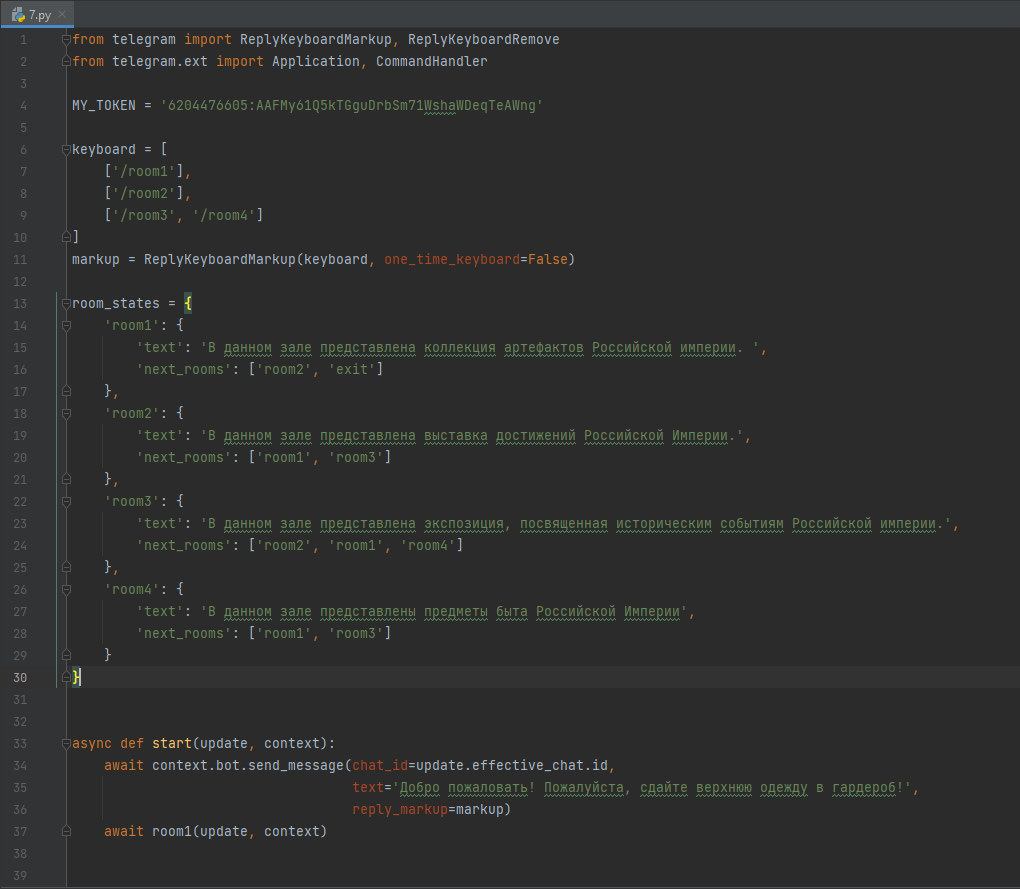 7.py
1 from telegram import ReplyKeyboardMarkup, ReplyKeyboardRemove
2 from telegram.ext import Application, CommandHandler
3
4 MY_TOKEN = '6204476605:AAFMy61Q5kTGguDrbSm71WshaWDeqTeAWng'
5
6 keyboard = [
7     ['/room1'],
8     ['/room2'],
9     ['/room3', '/room4']
10 ]
11 markup = ReplyKeyboardMarkup(keyboard, one_time_keyboard=False)
12
13 room_states = {
14     'room1': {
15         'text': 'В данном зале представлена коллекция артефактов Российской империи. ',
16         'next_rooms': ['room2', 'exit']
17     },
18     'room2': {
19         'text': 'В данном зале представлена выставка достижений Российской Империи.',
20         'next_rooms': ['room1', 'room3']
21     },
22     'room3': {
23         'text': 'В данном зале представлена экспозиция, посвященная историческим событиям Российской империи.',
24         'next_rooms': ['room2', 'room1', 'room4']
25     },
26     'room4': {
27         'text': 'В данном зале представлены предметы быта Российской Империи',
28         'next_rooms': ['room1', 'room3']
29     }
30 }
31
32
33 async def start(update, context):
34     await context.bot.send_message(chat_id=update.effective_chat.id,
35                                    text='Добро пожаловать! Пожалуйста, сдайте верхнюю одежду в гардероб!',
36                                    reply_markup=markup)
37     await room1(update, context)
38
39